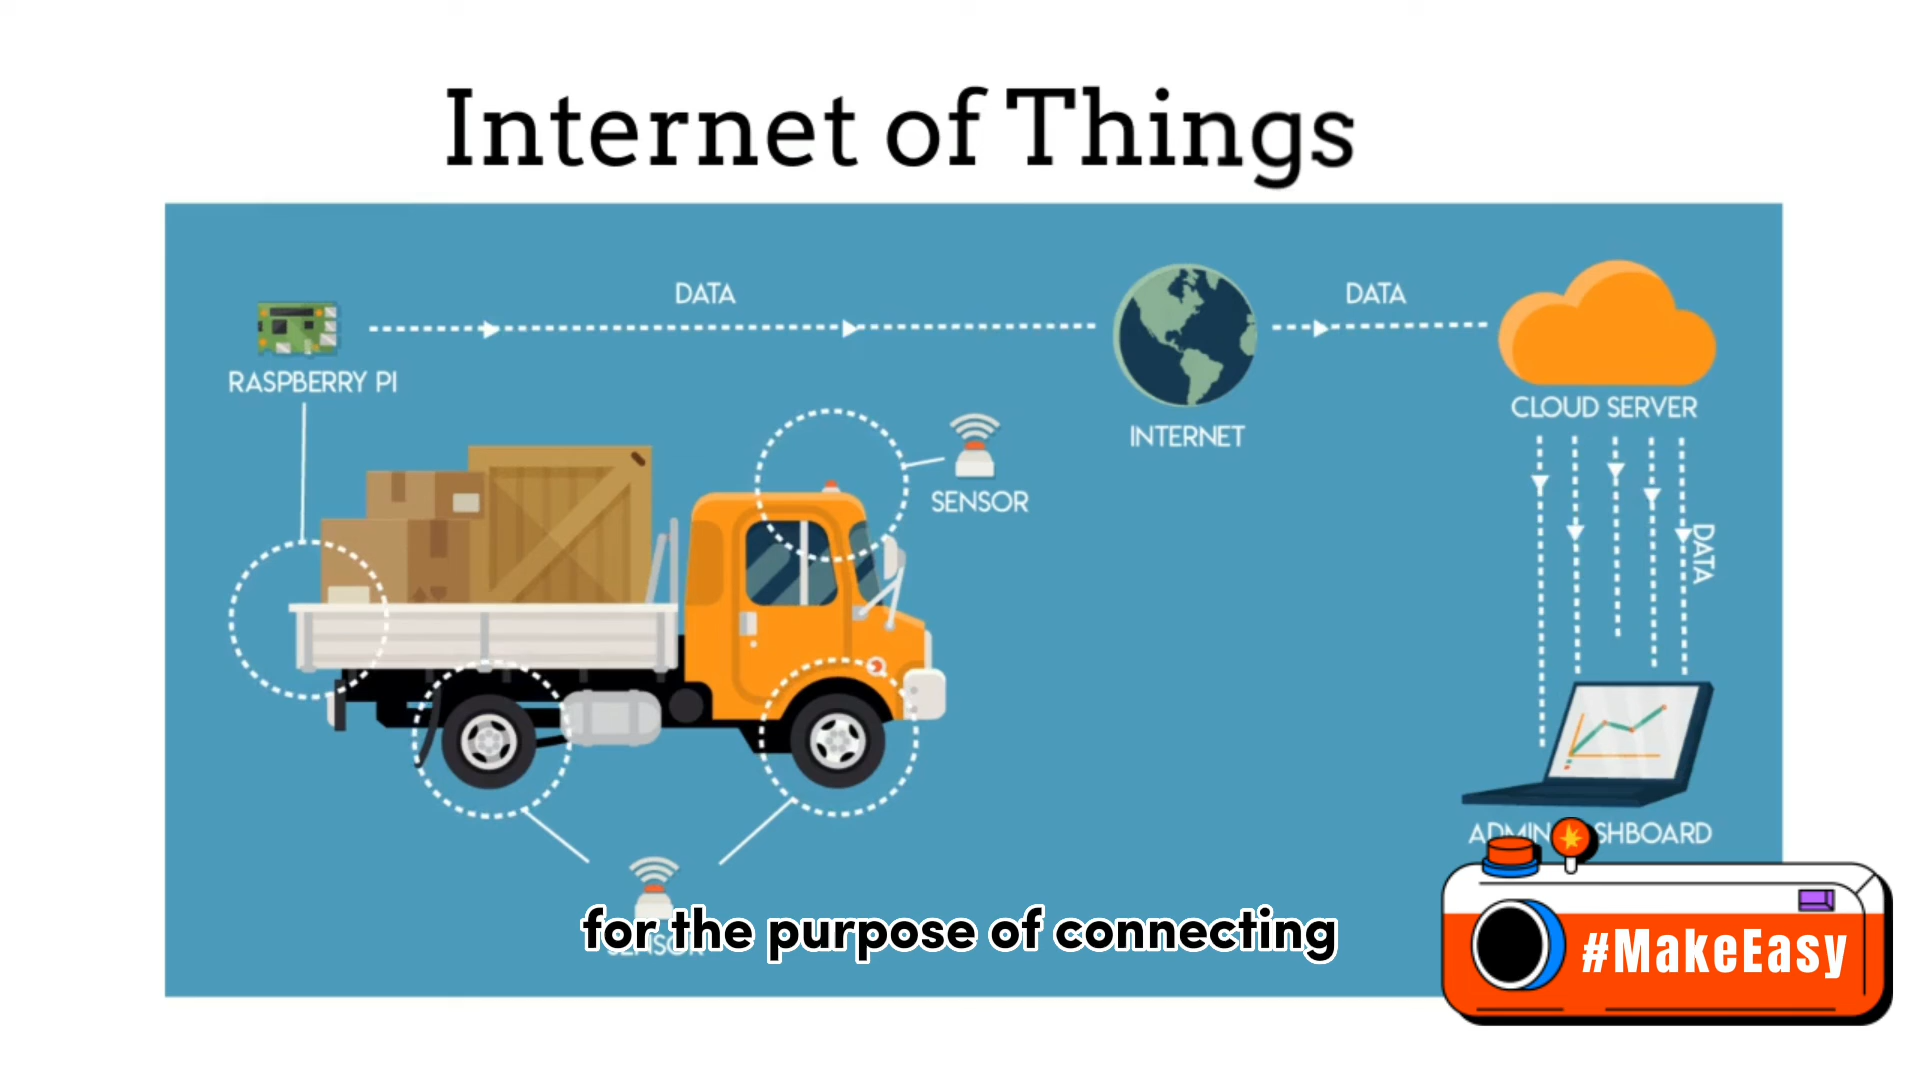 Internet of Things
DATA
DATA
RASPBERRY PI
INTERNET
CLOUD SERVER
SENSOR
DATA
for the purpose of connecting
#MakeEasy